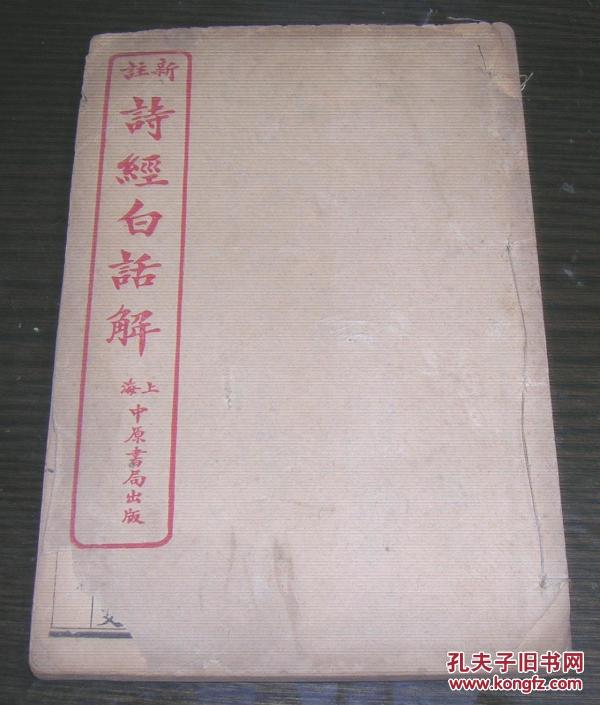 新註
詩經白話解
上海
中原書局出版
孔夫子旧书网
www.kongfz.com